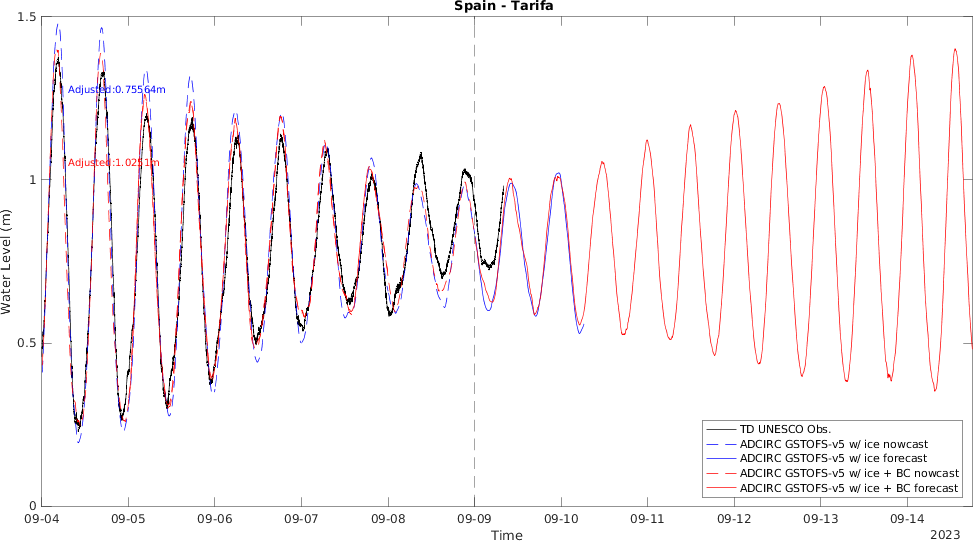 Spain - Tarifa
1.5
1
0.5
0
Water Level (m)
Adjusted:0.75564m
Adjusted:1.0251m
TD UNESCO Obs.
ADCIRC GSTOFS-v5 w/ ice nowcast
ADCIRC GSTOFS-v5 w/ ice forecast
ADCIRC GSTOFS-v5 w/ ice + BC nowcast
ADCIRC GSTOFS-v5 w/ ice + BC forecast
09-04 09-05 09-06 09-07 09-08 09-09 09-10 09-11 09-12 09-13 09-14
Time
2023